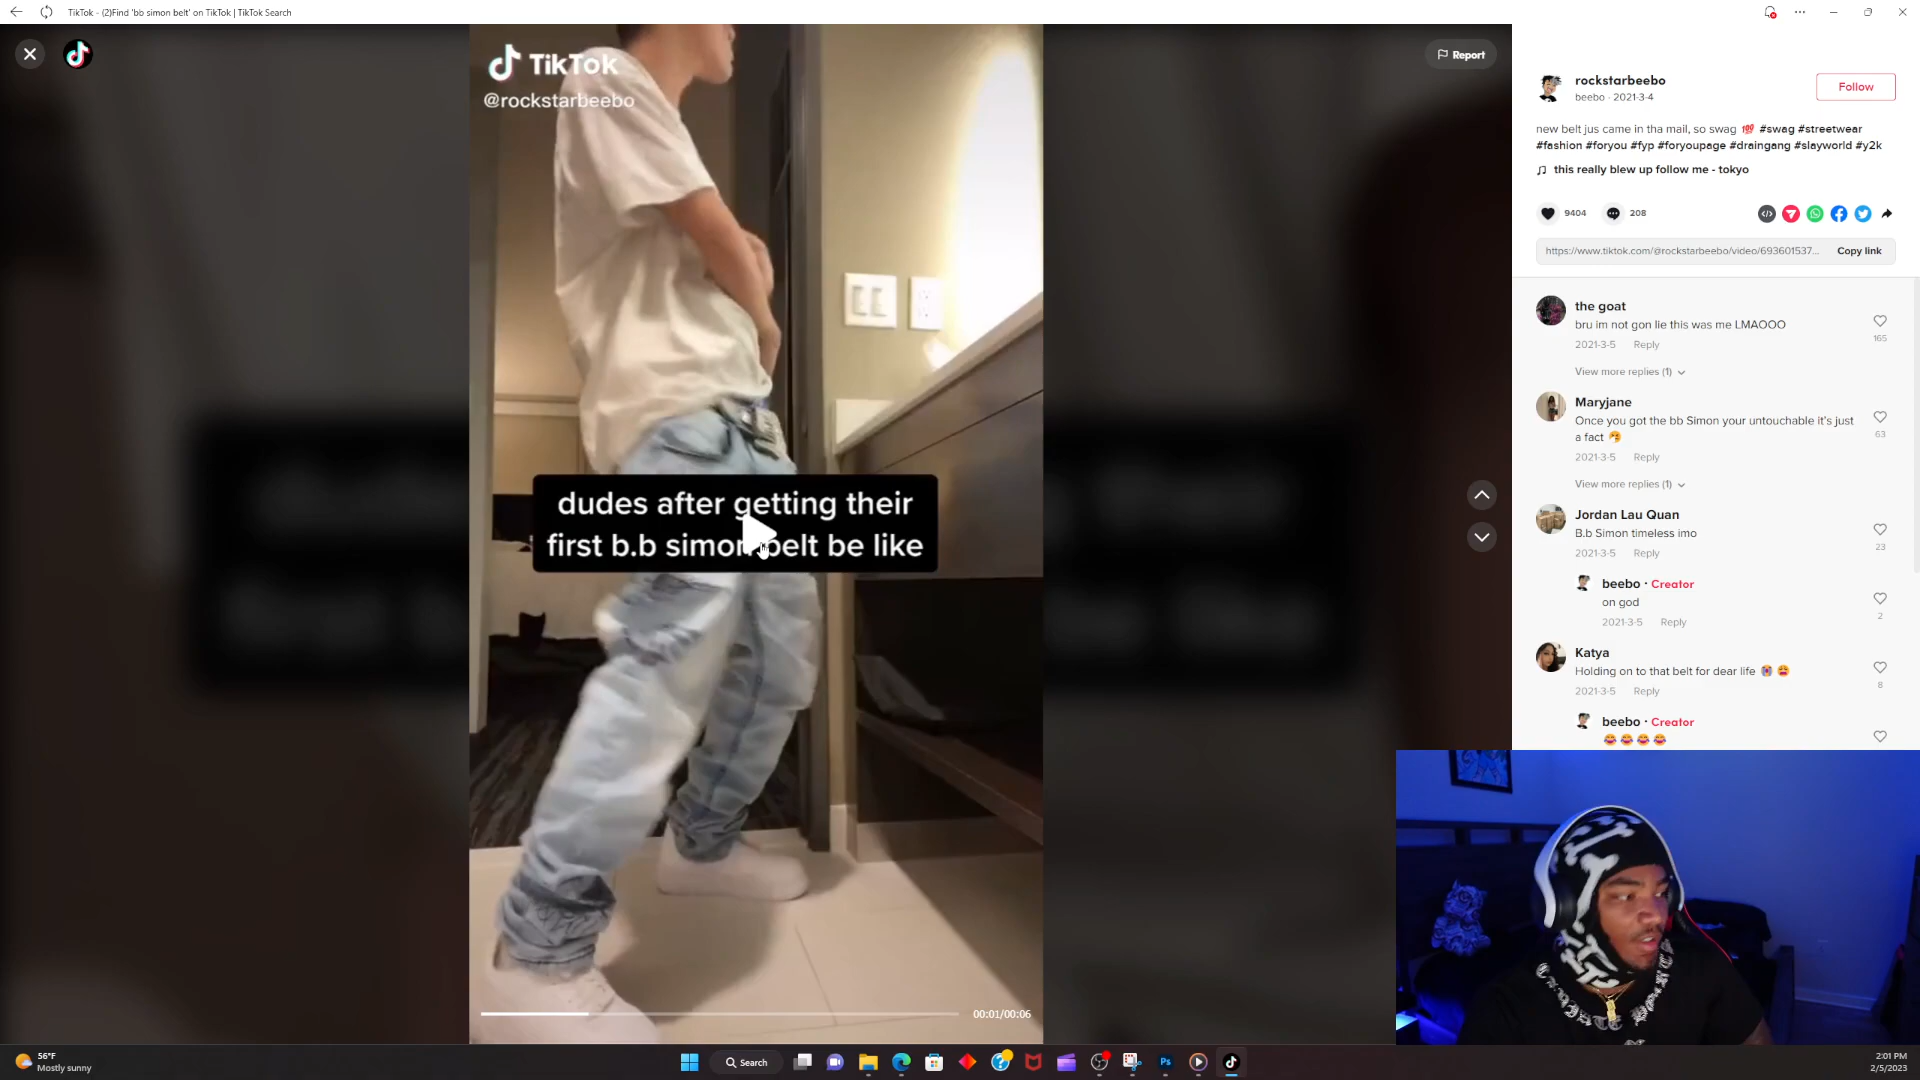 TikTok - (2)Find 'bb simon belt' on TikTok | TikTok Search
TikTok
@rockstarbeebo
Report
dudes after getting their
first b.b simon belt be like
00:01/00:06
rockstarbeebo
beebo · 2021-3-4
Follow
new belt jus came in tha mail, so swag 💯 #swag #streetwear
#fashion #foryou #fyp #foryoupage #draingang #slayworld #y2k
this really blew up follow me - tokyo
9404
208
https://www.tiktok.com/@rockstarbeebo/video/693601537...
Copy link
the goat
bru im not gon lie this was me LMAOOO
165
2021-3-5 Reply
View more replies (1)
Maryjane
Once you got the bb Simon your untouchable it's just
a fact
63
2021-3-5 Reply
View more replies (1)
Jordan Lau Quan
B.b Simon timeless imo
23
2021-3-5 Reply
beebo · Creator
on god
2
2021-3-5 Reply
Katya
Holding on to that belt for dear life 😭 😩
8
2021-3-5 Reply
beebo · Creator
😂 😂 😂 😂
56°F
Mostly sunny
Search
Ps
2:01 PM
2/5/2023